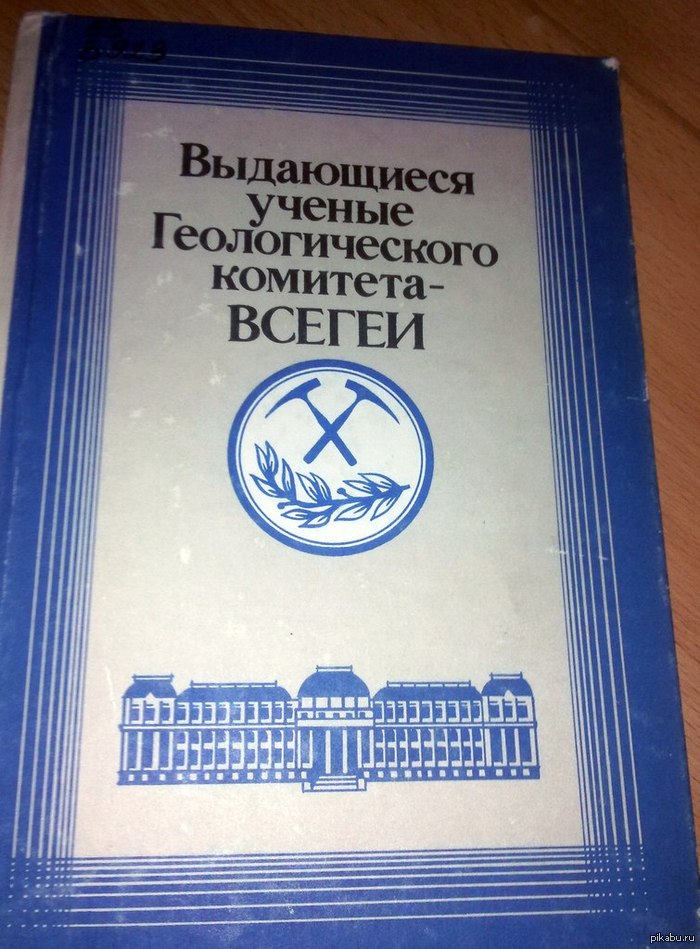 Выдающиеся
ученые
Геологического
комитета-
ВСЕГЕИ
pikabu.ru